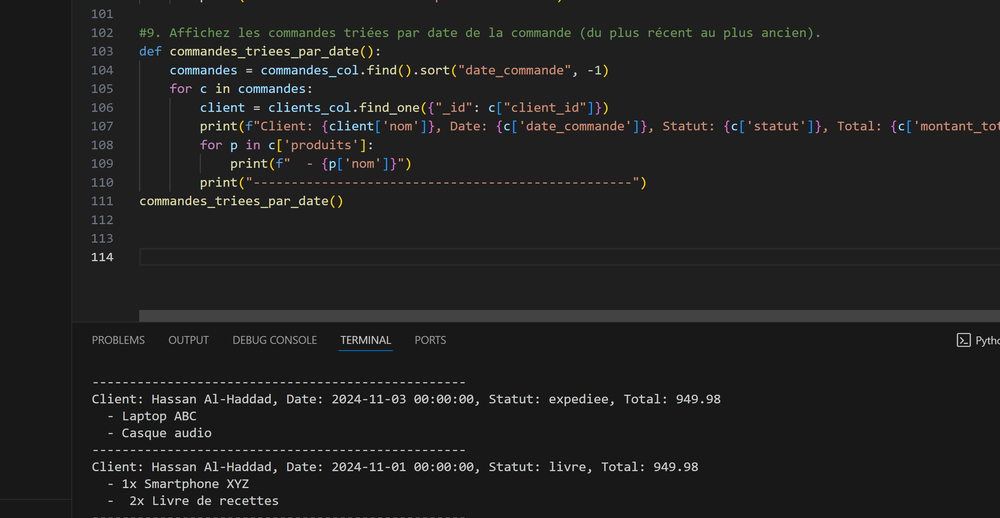 101
102 #9. Affichez les commandes triées par date de la commande (du plus récent au plus ancien).
103 def commandes_triees_par_date():
104     commandes = commandes_col.find().sort("date_commande", -1)
105     for c in commandes:
106         client = clients_col.find_one({"_id": c["client_id"]})
107         print(f"Client: {client['nom']}, Date: {c['date_commande']}, Statut: {c['statut']}, Total: {c['montant_tot
108         for p in c['produits']:
109             print(f"  - {p['nom']}")
110         print("--------------------------------------------------")
111 commandes_triees_par_date()
112
113
114
PROBLEMS OUTPUT DEBUG CONSOLE TERMINAL PORTS Pytho
--------------------------------------------------
Client: Hassan Al-Haddad, Date: 2024-11-03 00:00:00, Statut: expediee, Total: 949.98
  - Laptop ABC
  - Casque audio
--------------------------------------------------
Client: Hassan Al-Haddad, Date: 2024-11-01 00:00:00, Statut: livre, Total: 949.98
  - 1x Smartphone XYZ
  -  2x Livre de recettes
--------------------------------------------------